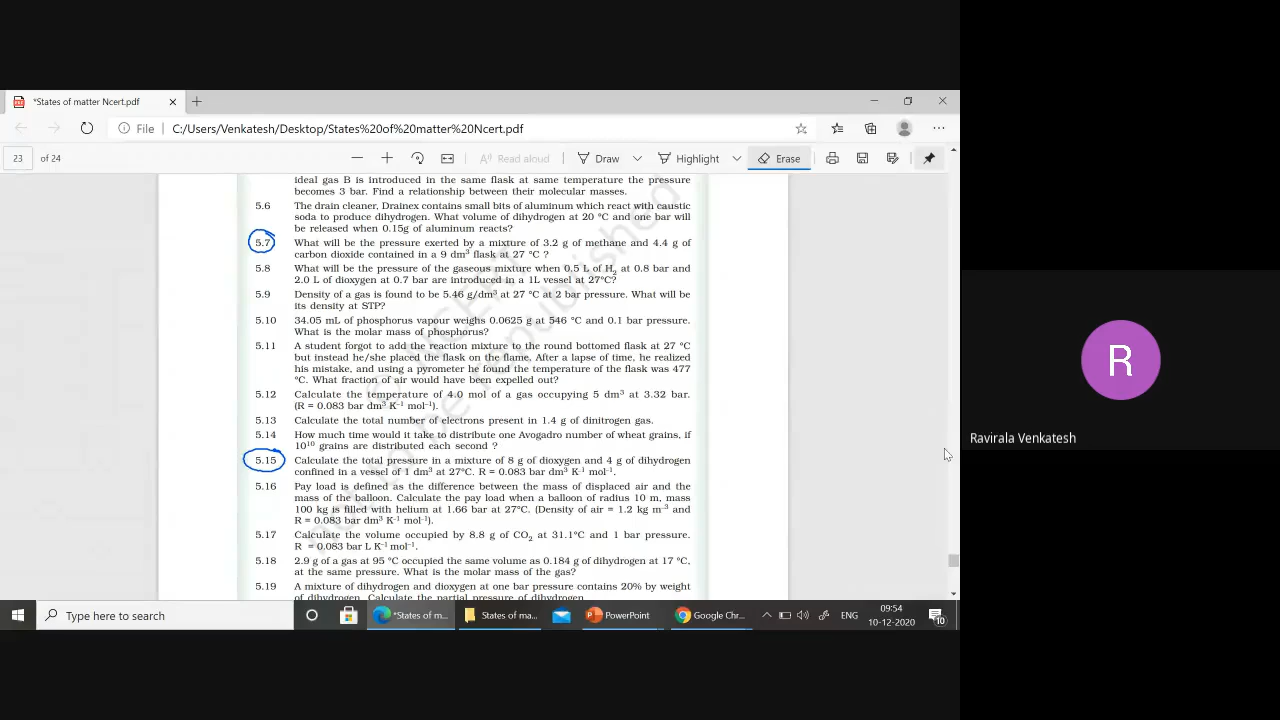 *States of matter Ncert.pdf
File | C:/Users/Venkatesh/Desktop/States%20of%20matter%20Ncert.pdf
23 of 24
Read aloud
Draw
Highlight
Erase
ideal gas B is introduced in the same flask at same temperature the pressure
becomes 3 bar. Find a relationship between their molecular masses.
5.6 The drain cleaner, Drainex contains small bits of aluminum which react with caustic
soda to produce dihydrogen. What volume of dihydrogen at 20 °C and one bar will
be released when 0.15g of aluminum reacts?
5.7 What will be the pressure exerted by a mixture of 3.2 g of methane and 4.4 g of
carbon dioxide contained in a 9 dm³ flask at 27 °C ?
5.8 What will be the pressure of the gaseous mixture when 0.5 L of H₂ at 0.8 bar and
2.0 L of dioxygen at 0.7 bar are introduced in a 1L vessel at 27°C?
5.9 Density of a gas is found to be 5.46 g/dm³ at 27 °C at 2 bar pressure. What will be
its density at STP?
5.10 34.05 mL of phosphorus vapour weighs 0.0625 g at 546 °C and 0.1 bar pressure.
What is the molar mass of phosphorus?
5.11 A student forgot to add the reaction mixture to the round bottomed flask at 27 °C
but instead he/she placed the flask on the flame. After a lapse of time, he realized
his mistake, and using a pyrometer he found the temperature of the flask was 477
°C. What fraction of air would have been expelled out?
5.12 Calculate the temperature of 4.0 mol of a gas occupying 5 dm³ at 3.32 bar.
(R = 0.083 bar dm³ K⁻¹ mol⁻¹).
5.13 Calculate the total number of electrons present in 1.4 g of dinitrogen gas.
5.14 How much time would it take to distribute one Avogadro number of wheat grains, if
10¹⁰ grains are distributed each second ?
5.15 Calculate the total pressure in a mixture of 8 g of dioxygen and 4 g of dihydrogen
confined in a vessel of 1 dm³ at 27°C. R = 0.083 bar dm³ K⁻¹ mol⁻¹.
5.16 Pay load is defined as the difference between the mass of displaced air and the
mass of the balloon. Calculate the pay load when a balloon of radius 10 m, mass
100 kg is filled with helium at 1.66 bar at 27°C. (Density of air = 1.2 kg m⁻³ and
R = 0.083 bar dm³ K⁻¹ mol⁻¹).
5.17 Calculate the volume occupied by 8.8 g of CO₂ at 31.1°C and 1 bar pressure.
R = 0.083 bar L K⁻¹ mol⁻¹.
5.18 2.9 g of a gas at 95 °C occupied the same volume as 0.184 g of dihydrogen at 17 °C,
at the same pressure. What is the molar mass of the gas?
5.19 A mixture of dihydrogen and dioxygen at one bar pressure contains 20% by weight
of dihydrogen. Calculate the partial pressure of dihydrogen.
© NCERT
not to be republished
R
Ravirala Venkatesh
Type here to search
*States of m...
States of ma...
PowerPoint
Google Chr...
ENG
09:54
10-12-2020
10